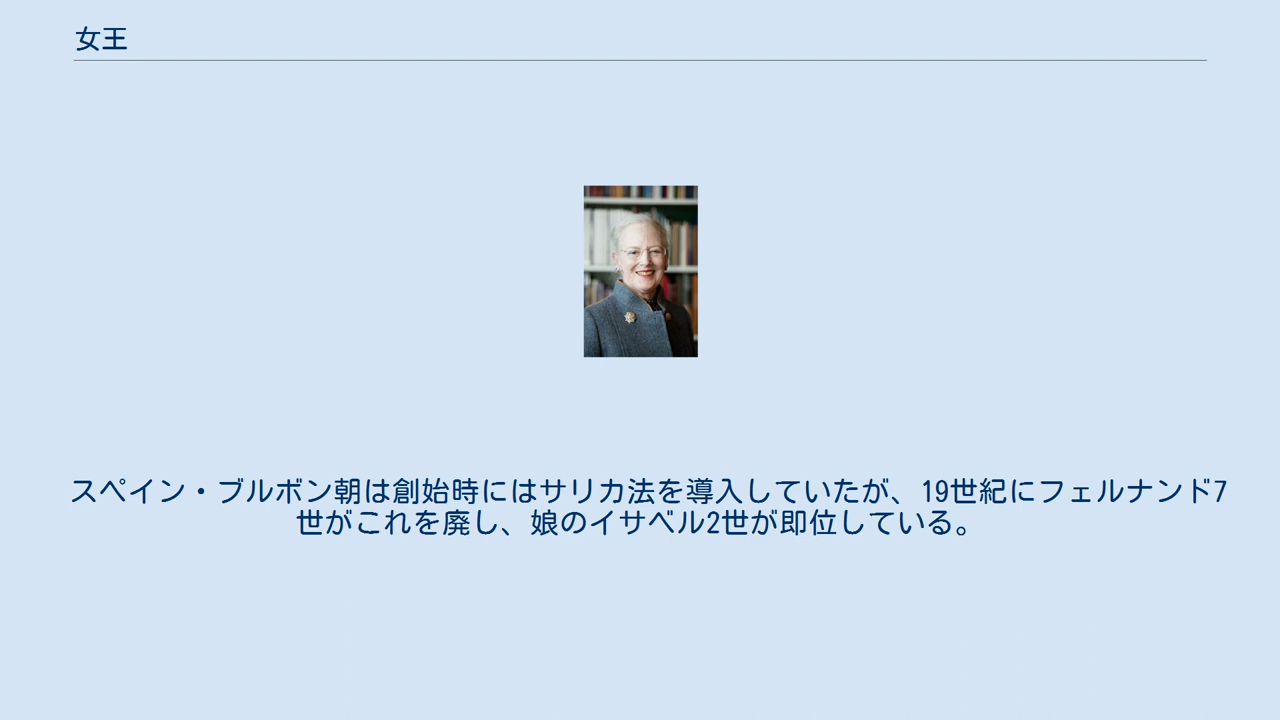 女王
スペイン・ブルボン朝は創始時にはサリカ法を導入していたが、19世紀にフェルナンド7
世がこれを廃し、娘のイサベル2世が即位している。